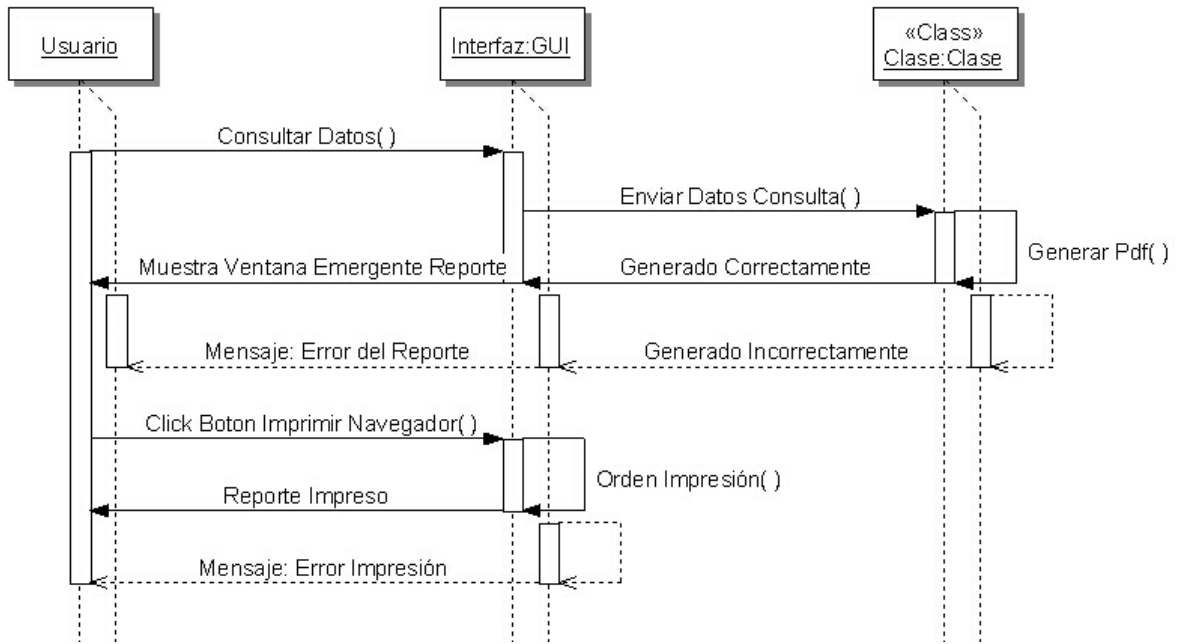 Usuario
Interfaz:GUI
«Class»
Clase:Clase
Consultar Datos( )
Enviar Datos Consulta( )
Generar Pdf( )
Muestra Ventana Emergente Reporte
Generado Correctamente
Mensaje: Error del Reporte
Generado Incorrectamente
Click Boton Imprimir Navegador( )
Orden Impresión( )
Reporte Impreso
Mensaje: Error Impresión